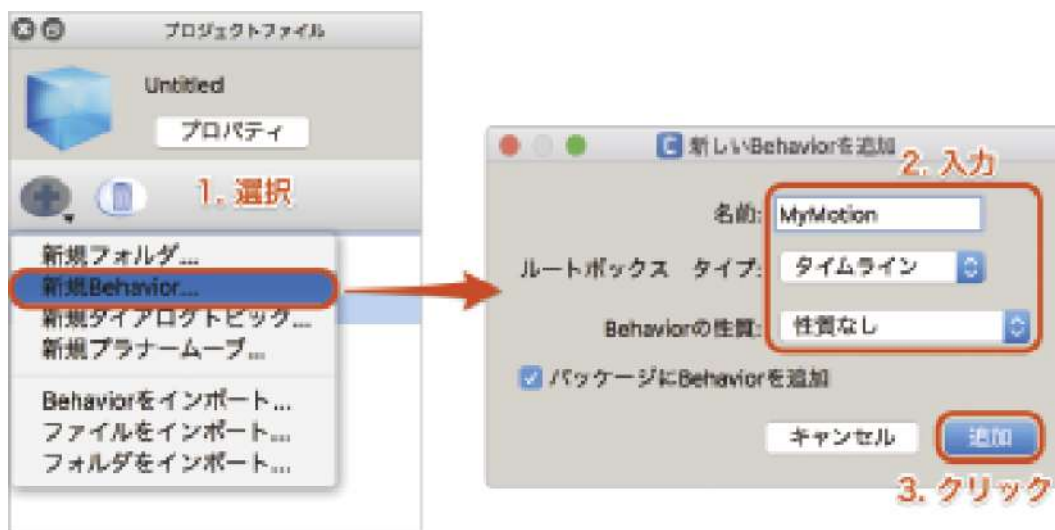 プロジェクトファイル
Untitled
プロパティ
1. 選択
新規フォルダ...
新規Behavior...
新規ダイアログトピック...
新規プラナームーブ...
Behaviorをインポート...
ファイルをインポート...
フォルダをインポート...
新しいBehaviorを追加
2. 入力
名前: MyMotion
ルートボックス タイプ: タイムライン
Behaviorの性質: 性質なし
パッケージにBehaviorを追加
キャンセル 追加
3. クリック